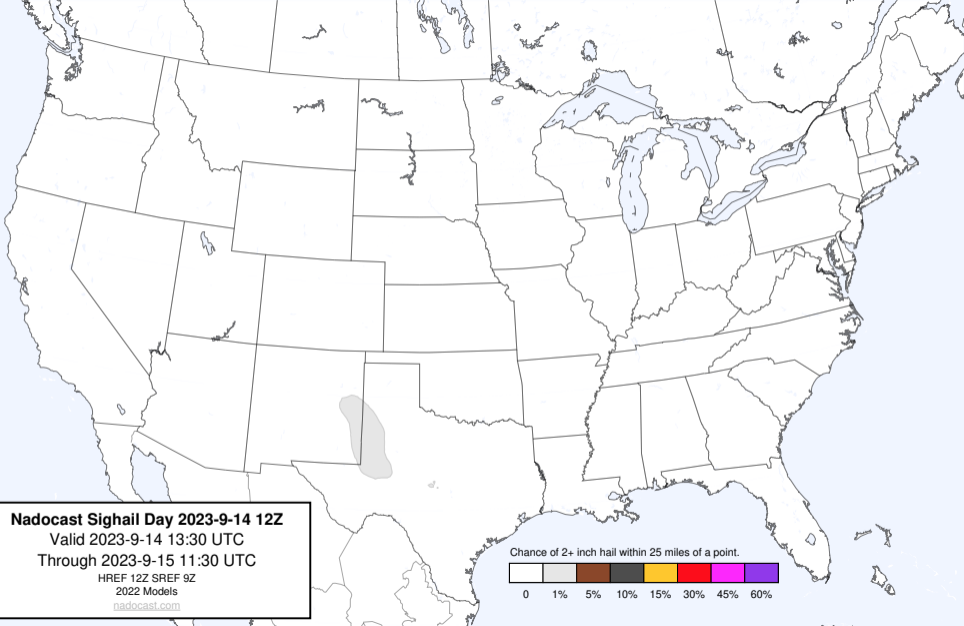 Nadocast Sighail Day 2023-9-14 12Z
Valid 2023-9-14 13:30 UTC
Through 2023-9-15 11:30 UTC
HREF 12Z SREF 9Z
2022 Models
nadocast.com
Chance of 2+ inch hail within 25 miles of a point.
0 1% 5% 10% 15% 30% 45% 60%